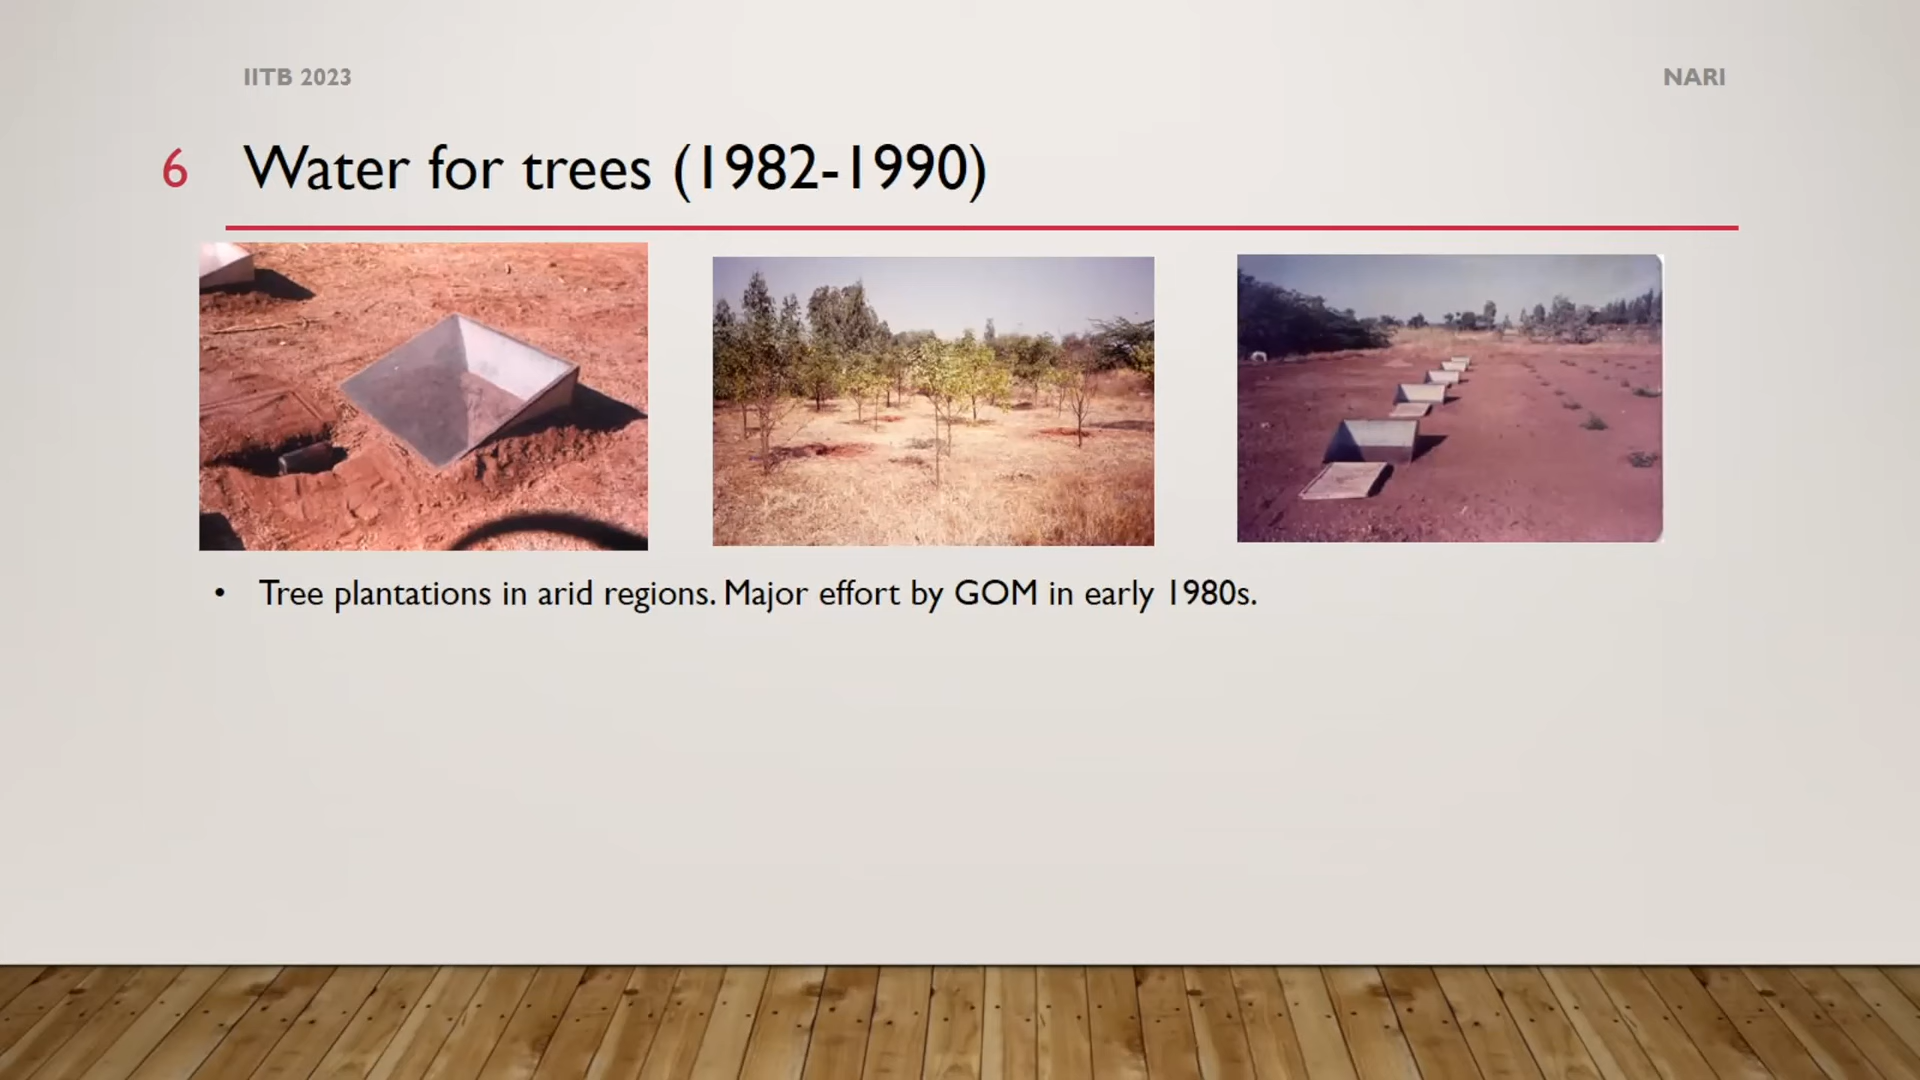 IITB 2023
NARI
6 Water for trees (1982-1990)
• Tree plantations in arid regions. Major effort by GOM in early 1980s.